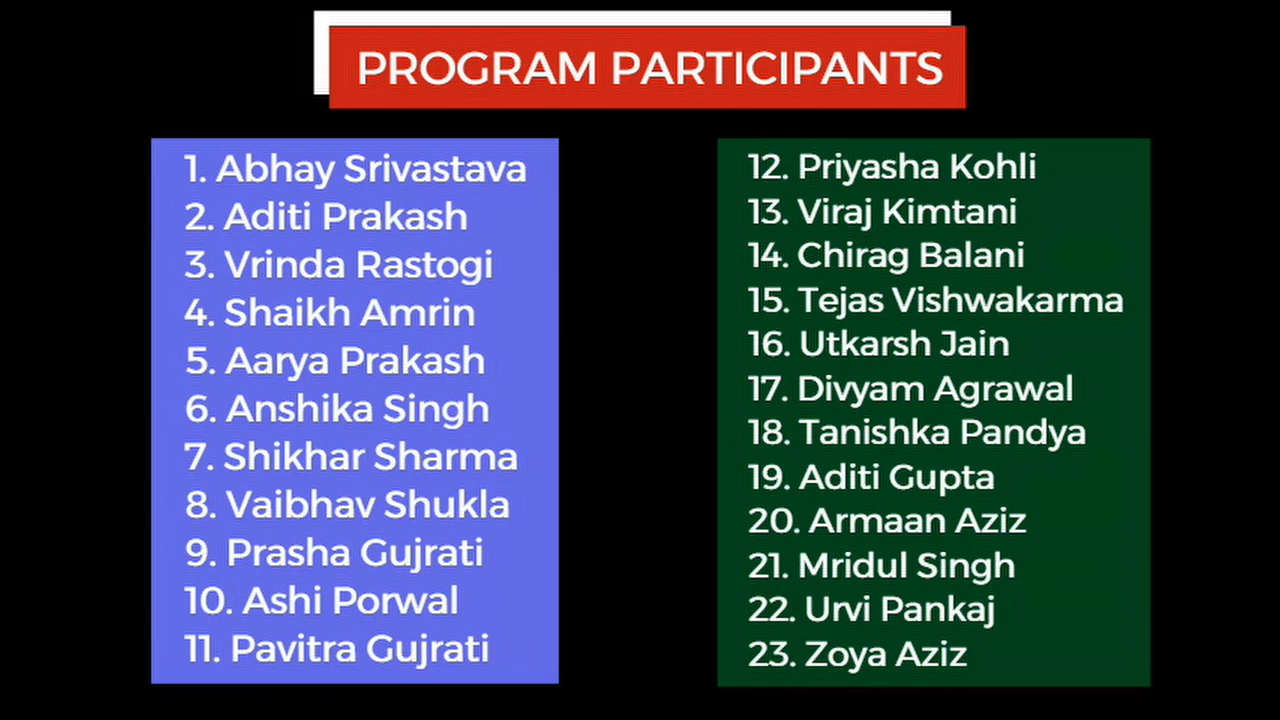 PROGRAM PARTICIPANTS
1. Abhay Srivastava
2. Aditi Prakash
3. Vrinda Rastogi
4. Shaikh Amrin
5. Aarya Prakash
6. Anshika Singh
7. Shikhar Sharma
8. Vaibhav Shukla
9. Prasha Gujrati
10. Ashi Porwal
11. Pavitra Gujrati
12. Priyasha Kohli
13. Viraj Kimtani
14. Chirag Balani
15. Tejas Vishwakarma
16. Utkarsh Jain
17. Divyam Agrawal
18. Tanishka Pandya
19. Aditi Gupta
20. Armaan Aziz
21. Mridul Singh
22. Urvi Pankaj
23. Zoya Aziz